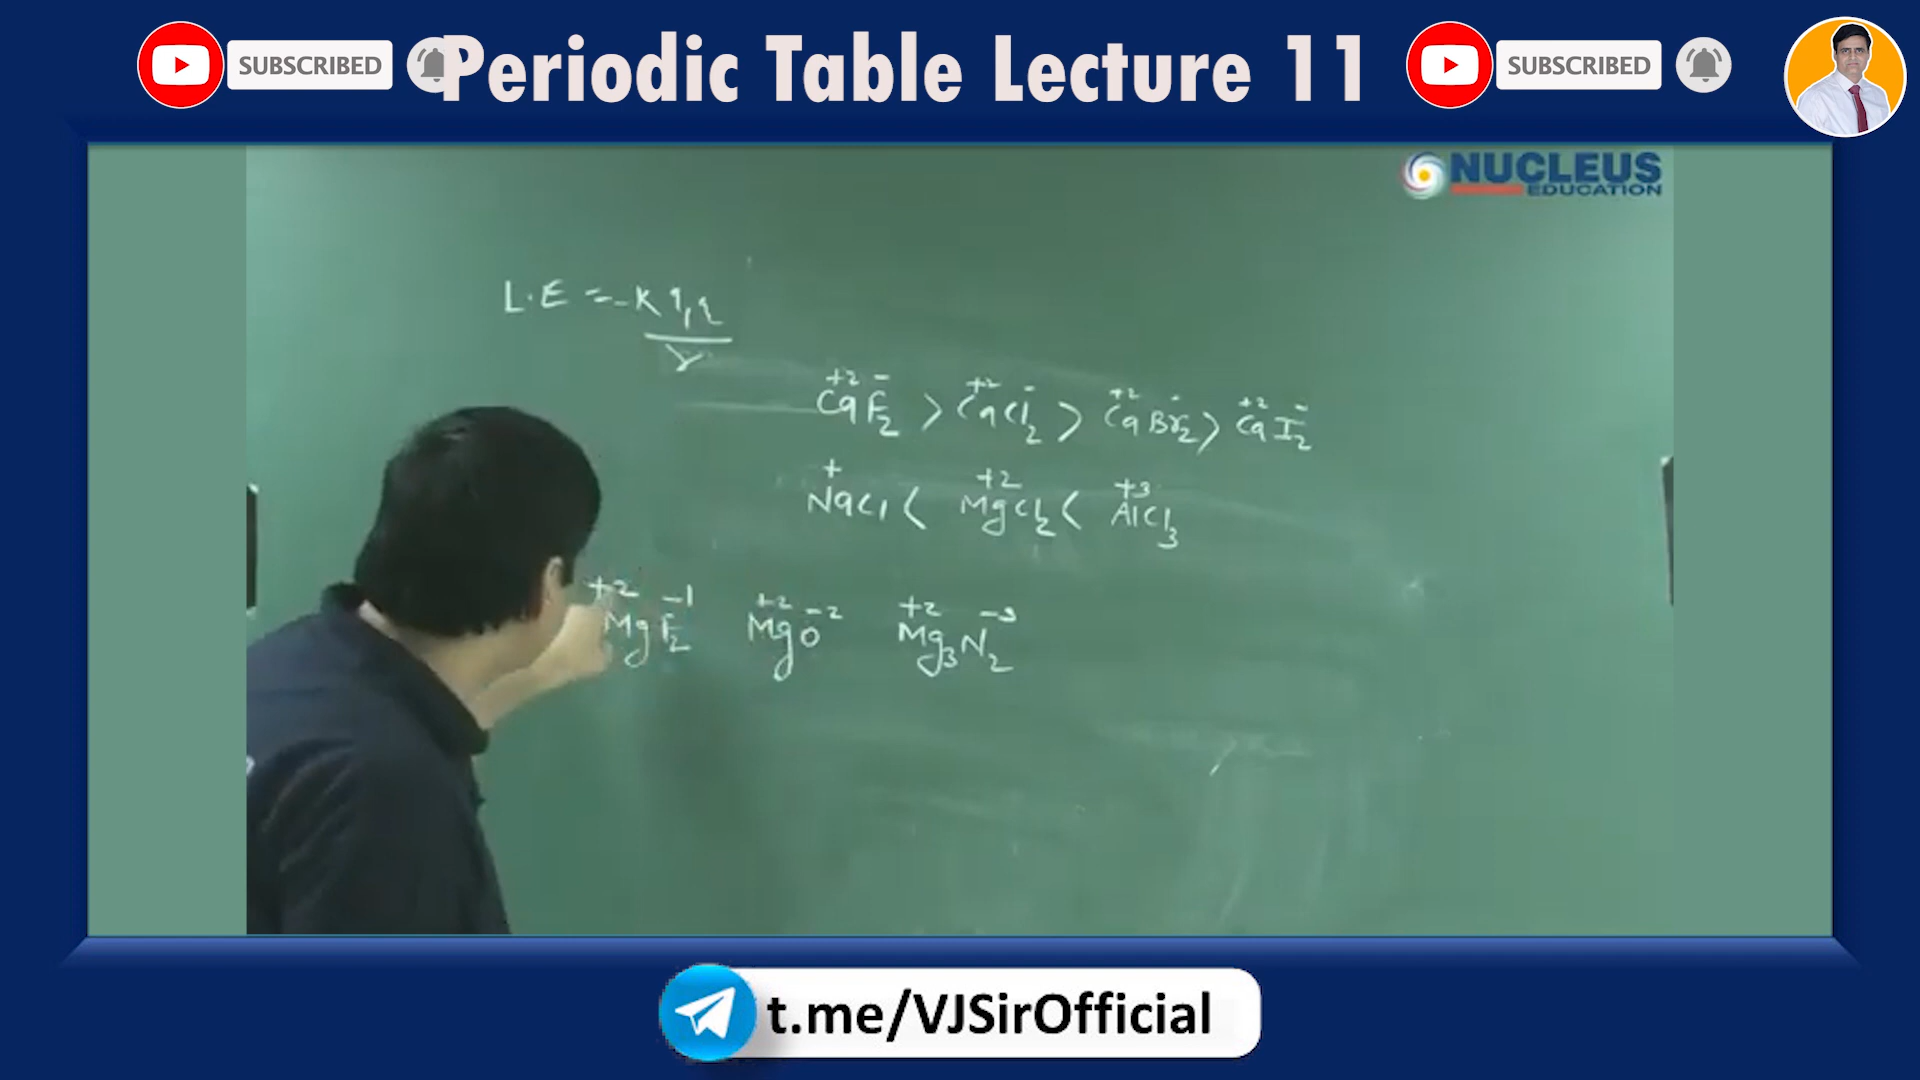 SUBSCRIBED
Periodic Table Lecture 11
SUBSCRIBED
NUCLEUS
EDUCATION
L.E = -K q₁q₂
r
+2 - +2 - +2 - +2 -
CaF₂ > CaCl₂ > CaBr₂ > CaI₂
+ +2 +3
NaCl < MgCl₂ < AlCl₃
+2 -1 +2 -2 +2 -3
MgF₂ MgO Mg₃N₂
t.me/VJSirOfficial